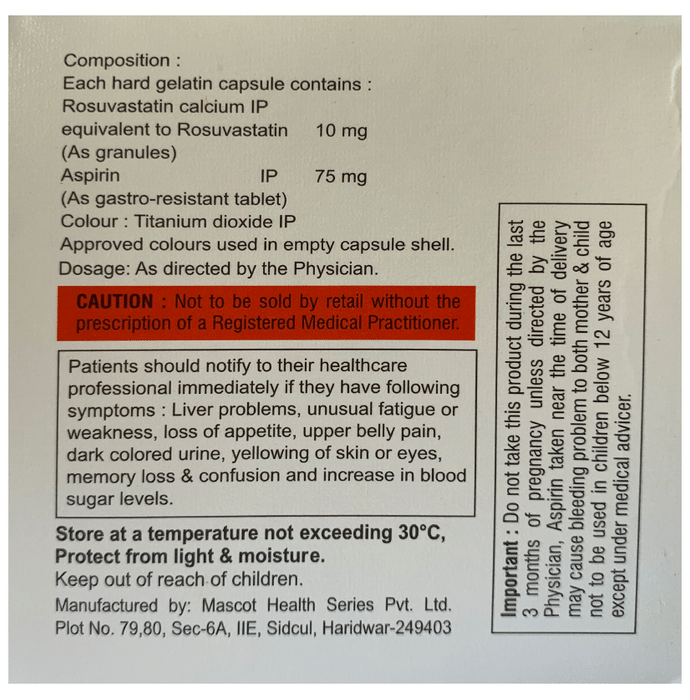 Composition :
Each hard gelatin capsule contains :
Rosuvastatin calcium IP
equivalent to Rosuvastatin 10 mg
(As granules)
Aspirin IP 75 mg
(As gastro-resistant tablet)
Colour : Titanium dioxide IP
Approved colours used in empty capsule shell.
Dosage: As directed by the Physician.
CAUTION : Not to be sold by retail without the
prescription of a Registered Medical Practitioner.
Patients should notify to their healthcare
professional immediately if they have following
symptoms : Liver problems, unusual fatigue or
weakness, loss of appetite, upper belly pain,
dark colored urine, yellowing of skin or eyes,
memory loss & confusion and increase in blood
sugar levels.
Store at a temperature not exceeding 30°C,
Protect from light & moisture.
Keep out of reach of children.
Manufactured by: Mascot Health Series Pvt. Ltd.
Plot No. 79,80, Sec-6A, IIE, Sidcul, Haridwar-249403
Important : Do not take this product during the last
3 months of pregnancy unless directed by the
Physician, Aspirin taken near the time of delivery
may cause bleeding problem to both mother & child
not to be used in children below 12 years of age
except under medical advicer.